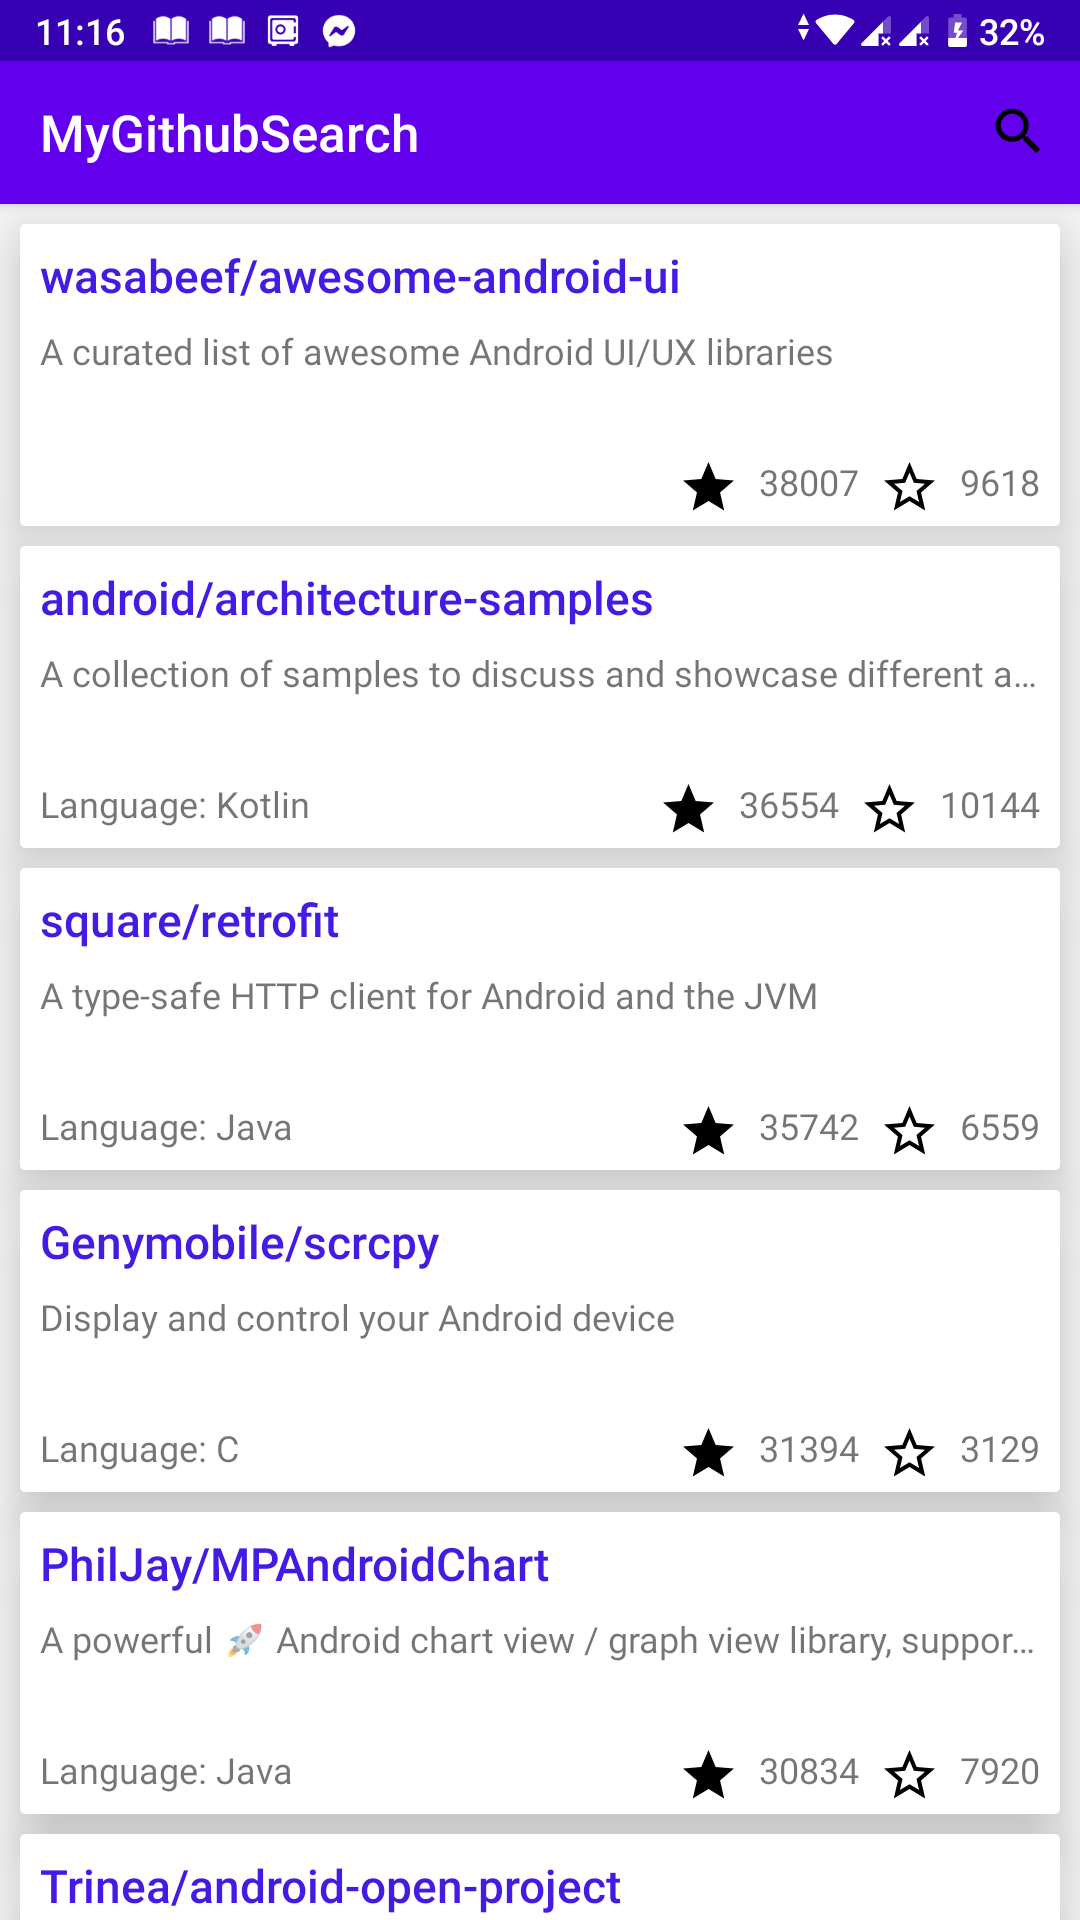 11:16 32%
MyGithubSearch
wasabeef/awesome-android-ui
A curated list of awesome Android UI/UX libraries
38007 9618
android/architecture-samples
A collection of samples to discuss and showcase different a...
Language: Kotlin 36554 10144
square/retrofit
A type-safe HTTP client for Android and the JVM
Language: Java 35742 6559
Genymobile/scrcpy
Display and control your Android device
Language: C 31394 3129
PhilJay/MPAndroidChart
A powerful 🚀 Android chart view / graph view library, suppor...
Language: Java 30834 7920
Trinea/android-open-project